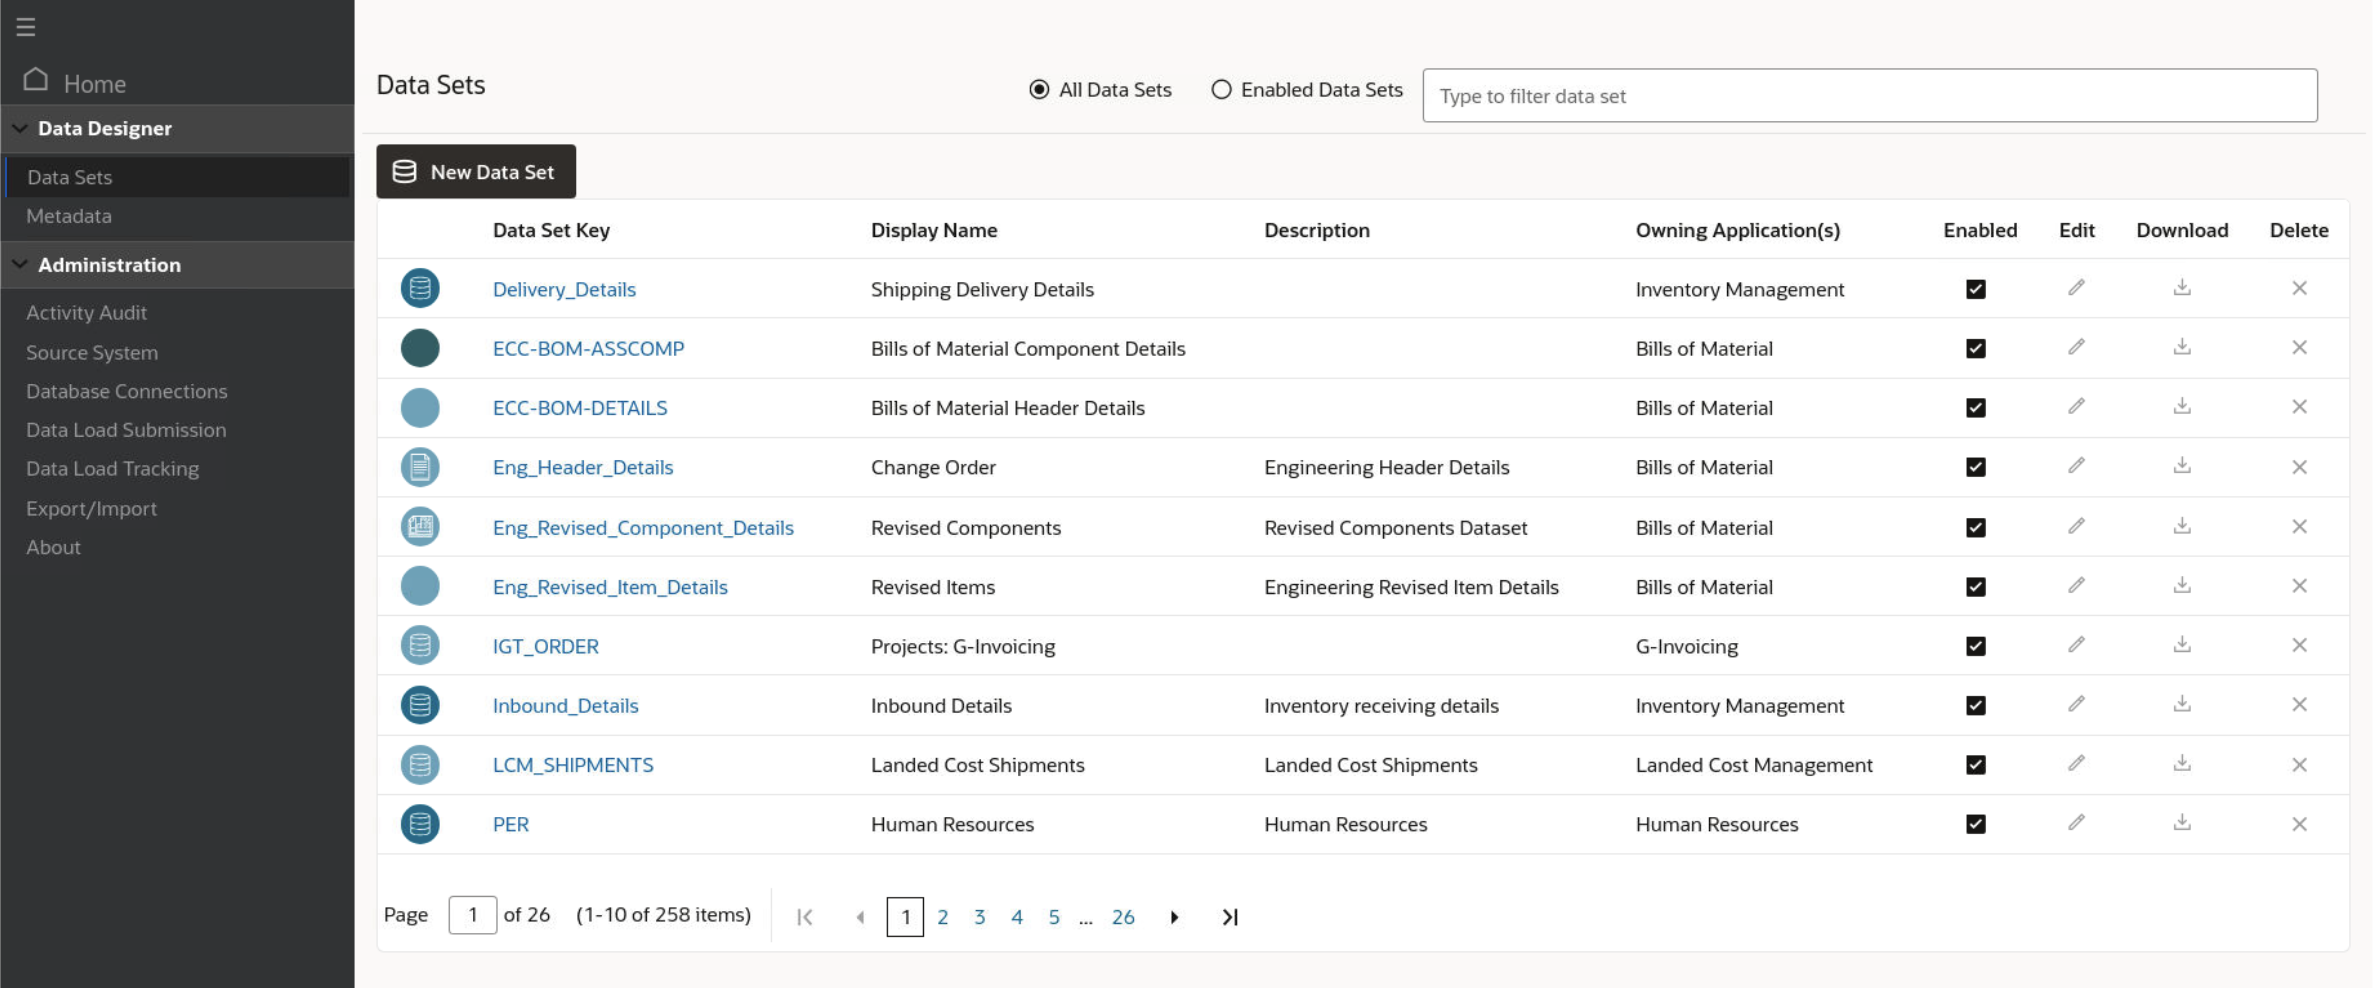 Home
Data Designer
Data Sets
Metadata
Administration
Activity Audit
Source System
Database Connections
Data Load Submission
Data Load Tracking
Export/Import
About
Data Sets
All Data Sets Enabled Data Sets Type to filter data set
New Data Set
Data Set Key Display Name Description Owning Application(s) Enabled Edit Download Delete
Delivery_Details Shipping Delivery Details Inventory Management
ECC-BOM-ASSCOMP Bills of Material Component Details Bills of Material
ECC-BOM-DETAILS Bills of Material Header Details Bills of Material
Eng_Header_Details Change Order Engineering Header Details Bills of Material
Eng_Revised_Component_Details Revised Components Revised Components Dataset Bills of Material
Eng_Revised_Item_Details Revised Items Engineering Revised Item Details Bills of Material
IGT_ORDER Projects: G-Invoicing G-Invoicing
Inbound_Details Inbound Details Inventory receiving details Inventory Management
LCM_SHIPMENTS Landed Cost Shipments Landed Cost Shipments Landed Cost Management
PER Human Resources Human Resources Human Resources
Page 1 of 26 (1-10 of 258 items) 1 2 3 4 5 ... 26